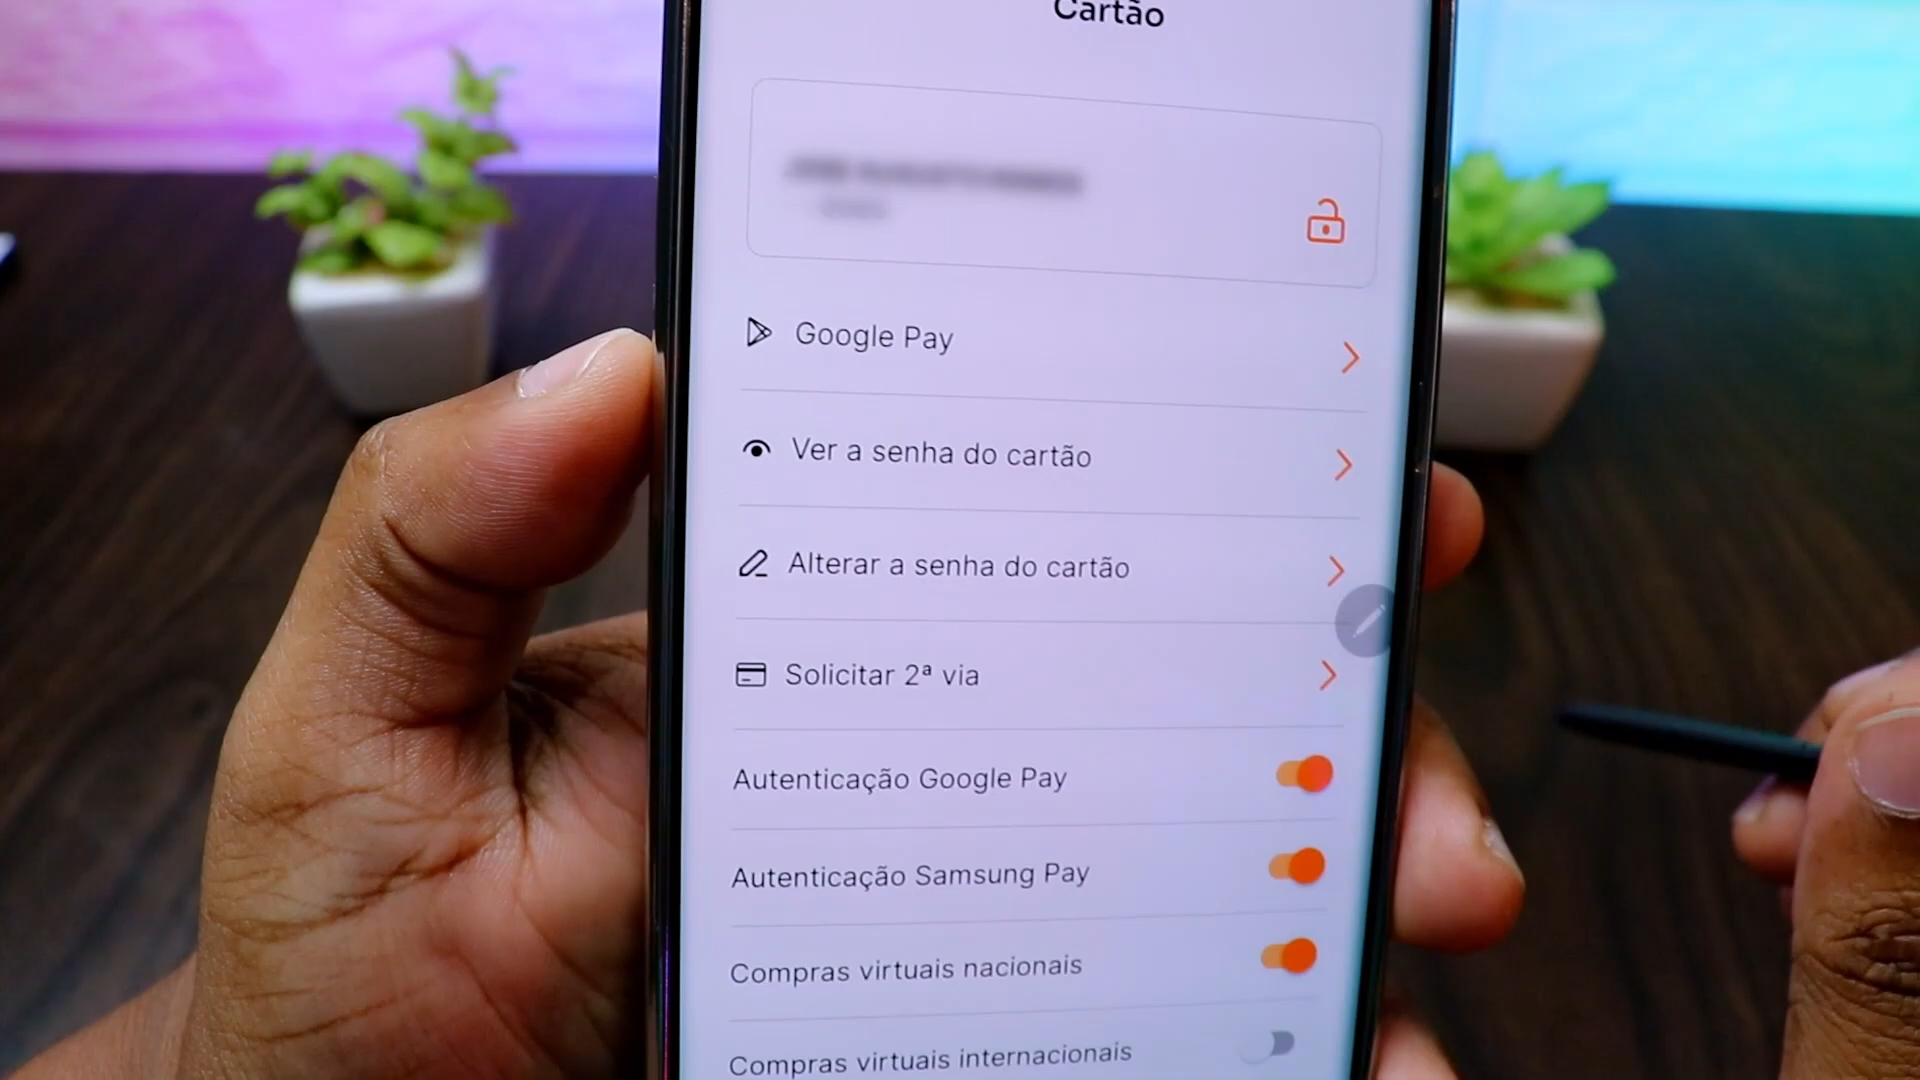 Cartão
Google Pay
Ver a senha do cartão
Alterar a senha do cartão
Solicitar 2ª via
Autenticação Google Pay
Autenticação Samsung Pay
Compras virtuais nacionais
Compras virtuais internacionais